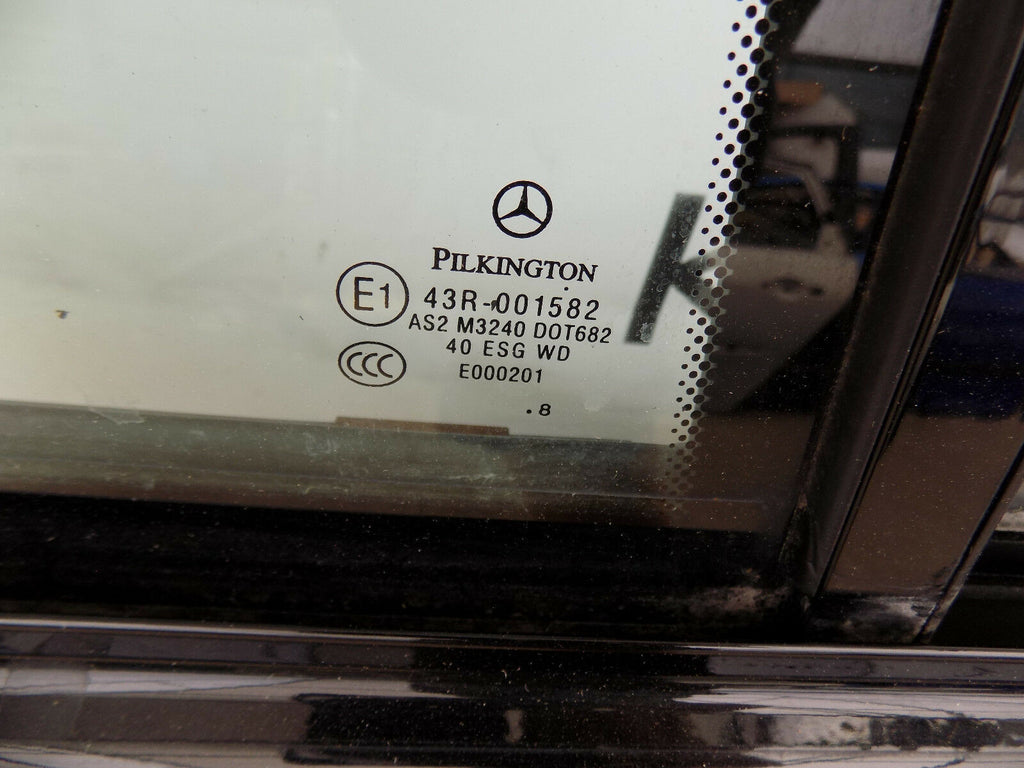 PILKINGTON
E1
43R-001582
AS2 M3240 DOT682
40 ESG WD
CCC
E000201
.8
K